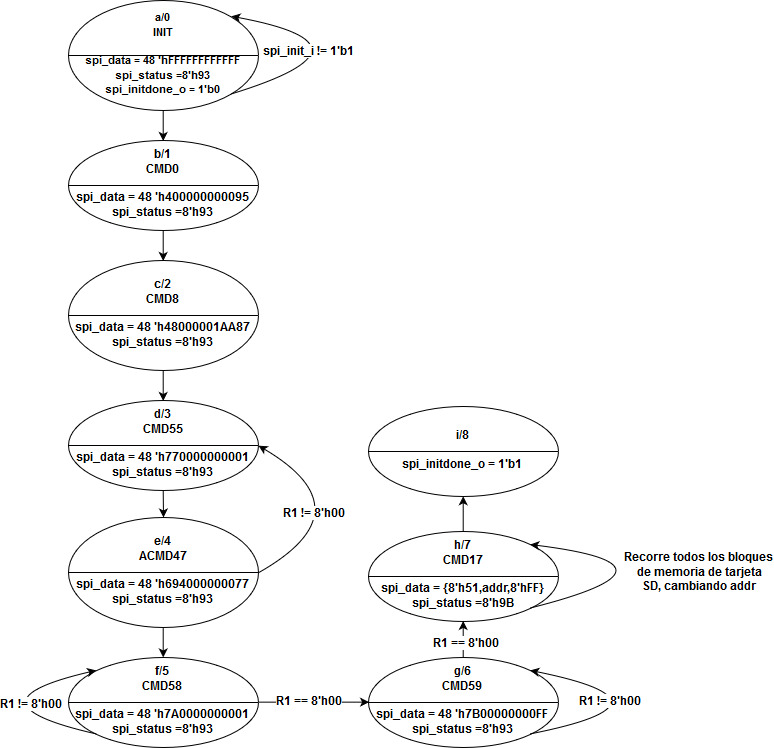 a/0
INIT
spi_data = 48 'hFFFFFFFFFFFF
spi_status =8'h93
spi_initdone_o = 1'b0
spi_init_i != 1'b1
b/1
CMD0
spi_data = 48 'h400000000095
spi_status =8'h93
c/2
CMD8
spi_data = 48 'h48000001AA87
spi_status =8'h93
d/3
CMD55
spi_data = 48 'h770000000001
spi_status =8'h93
R1 != 8'h00
e/4
ACMD47
spi_data = 48 'h694000000077
spi_status =8'h93
f/5
CMD58
spi_data = 48 'h7A0000000001
spi_status =8'h93
R1 != 8'h00
R1 == 8'h00
g/6
CMD59
spi_data = 48 'h7B00000000FF
spi_status =8'h93
R1 != 8'h00
R1 == 8'h00
h/7
CMD17
spi_data = {8'h51,addr,8'hFF}
spi_status =8'h9B
Recorre todos los bloques
de memoria de tarjeta
SD, cambiando addr
i/8
spi_initdone_o = 1'b1